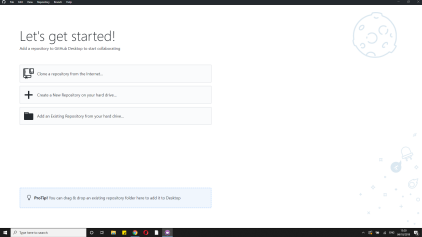 File Edit View Repository Branch Help
Let's get started!
Add a repository to GitHub Desktop to start collaborating
Clone a repository from the Internet...
Create a New Repository on your hard drive...
Add an Existing Repository from your hard drive...
ProTip! You can drag & drop an existing repository folder here to add it to Desktop
Type here to search